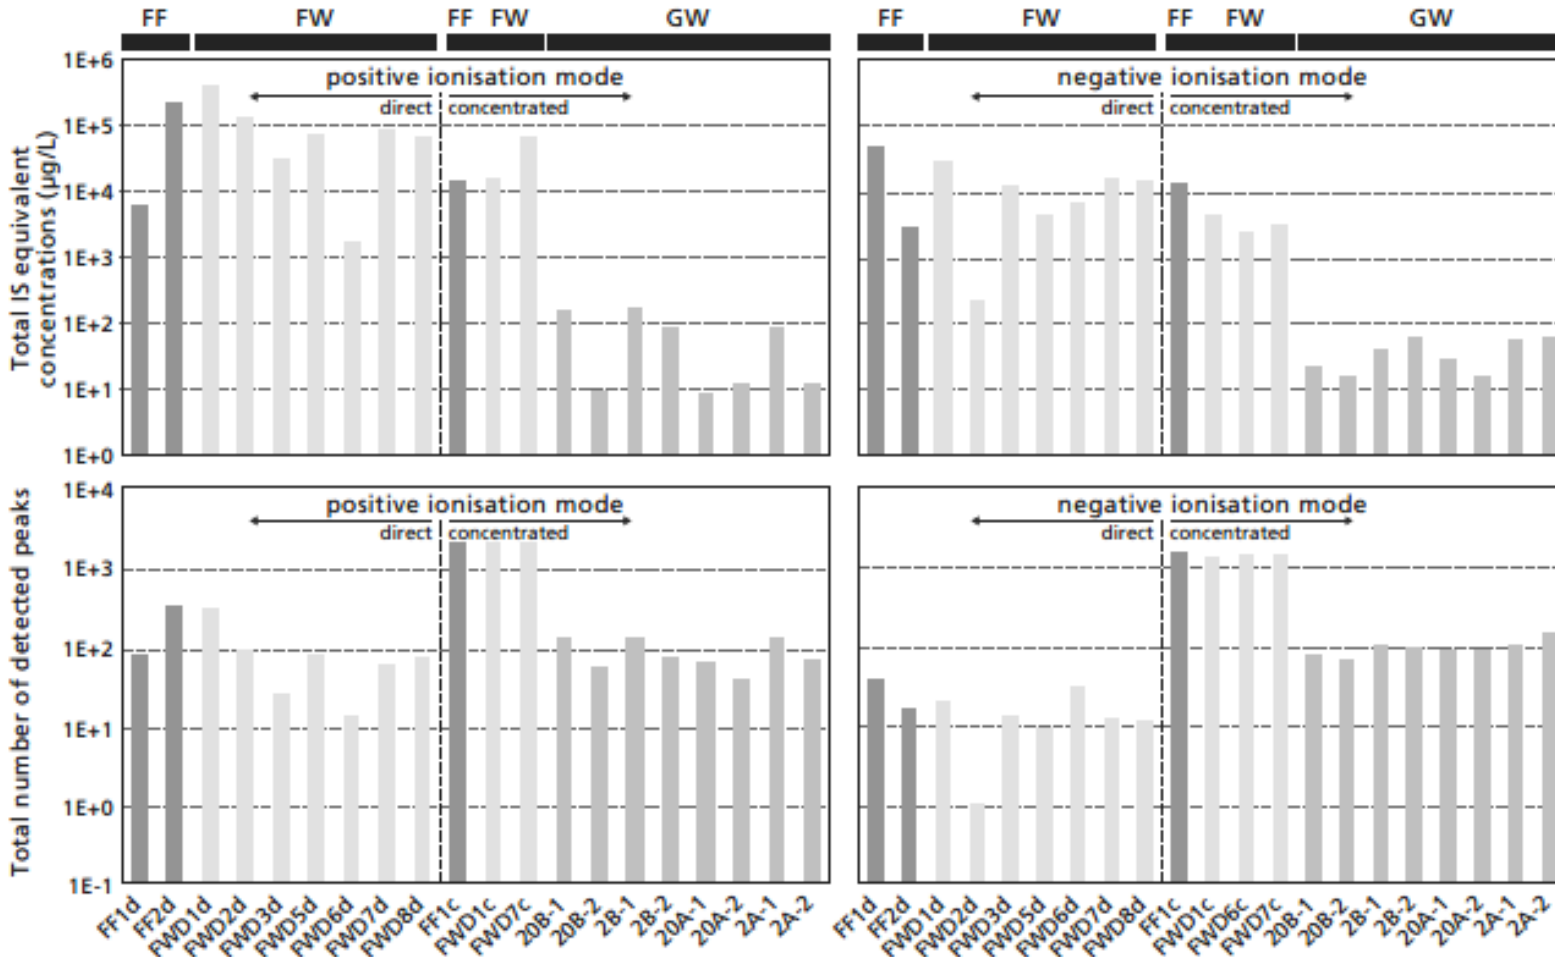 FF FW FF FW GW FF FW FF FW GW
Total IS equivalent
concentrations (µg/L)
1E+6
1E+5
1E+4
1E+3
1E+2
1E+1
1E+0
positive ionisation mode
direct concentrated
negative ionisation mode
direct concentrated
Total number of detected peaks
1E+4
1E+3
1E+2
1E+1
1E+0
1E-1
positive ionisation mode
direct concentrated
negative ionisation mode
direct concentrated
FF1d
FF2d
FWD1d
FWD2d
FWD3d
FWD5d
FWD6d
FWD7d
FWD8d
FF1c
FWD1c
FWD7c
20B-1
20B-2
2B-1
2B-2
20A-1
20A-2
2A-1
2A-2
FF1d
FF2d
FWD1d
FWD2d
FWD3d
FWD5d
FWD6d
FWD7d
FWD8d
FF1c
FWD1c
FWD6c
FWD7c
20B-1
20B-2
2B-1
2B-2
20A-1
20A-2
2A-1
2A-2